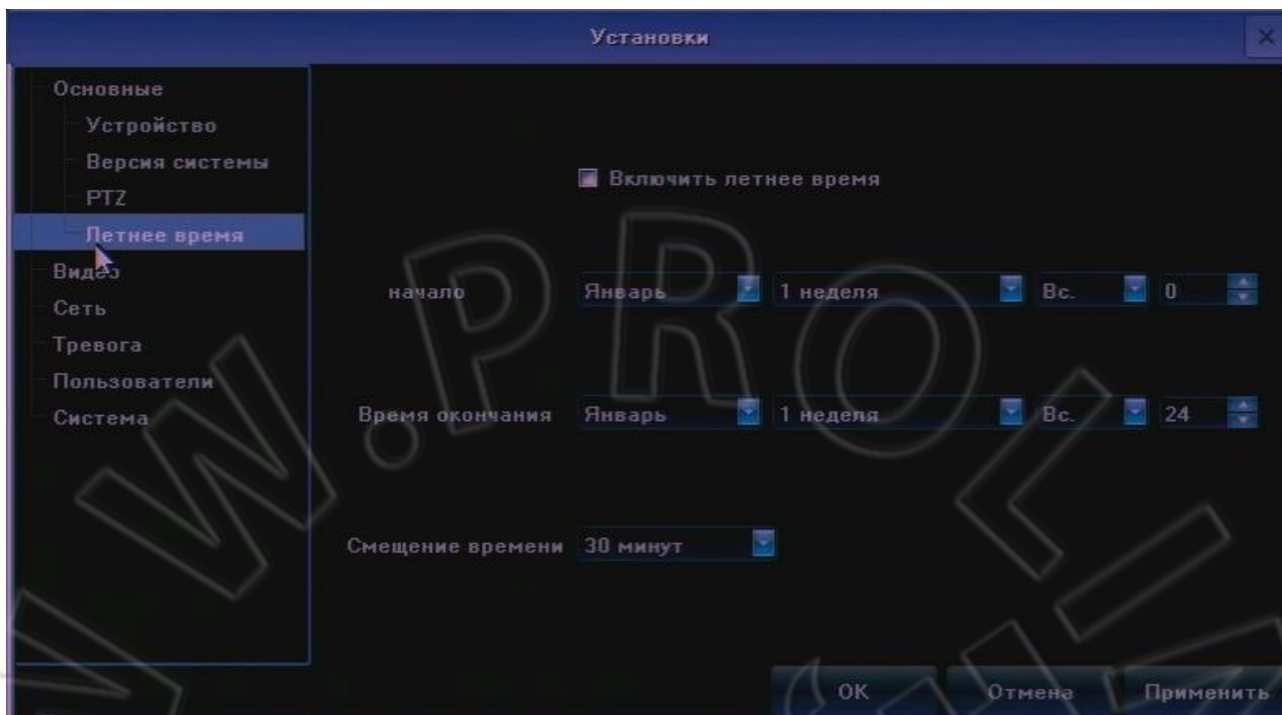 Установки
Основные
Устройство
Версия системы
PTZ
Летнее время
Видео
Сеть
Тревога
Пользователи
Система
Включить летнее время
начало Январь 1 неделя Вс. 0
Время окончания Январь 1 неделя Вс. 24
Смещение времени 30 минут
OK Отмена Применить
W W . P R O L I N